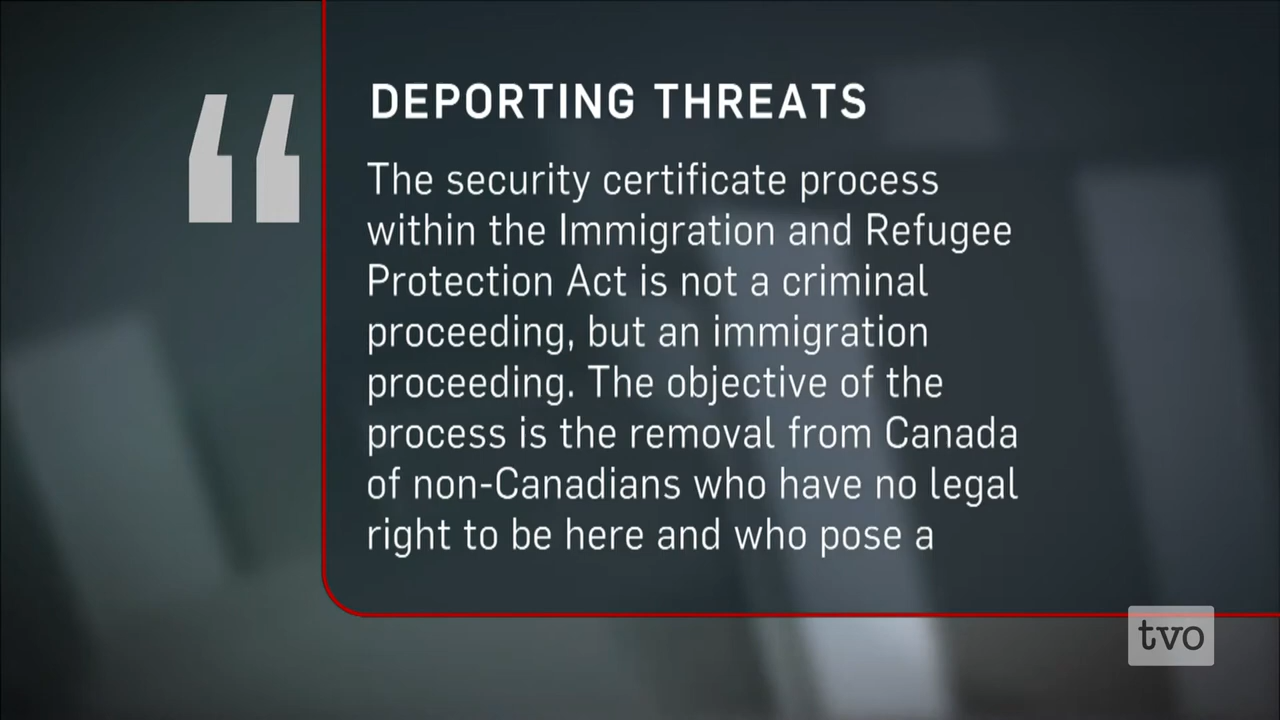 “
DEPORTING THREATS
The security certificate process
within the Immigration and Refugee
Protection Act is not a criminal
proceeding, but an immigration
proceeding. The objective of the
process is the removal from Canada
of non-Canadians who have no legal
right to be here and who pose a
tvo